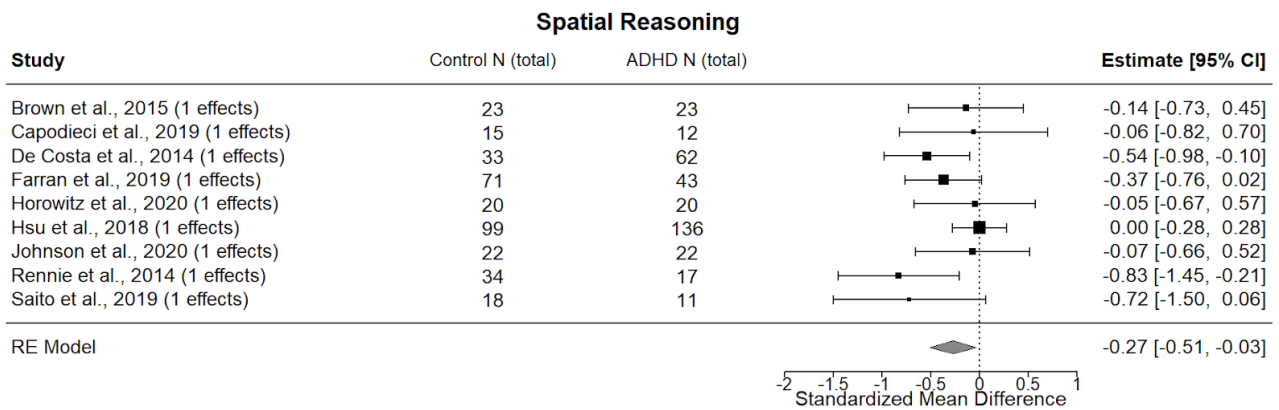 Spatial Reasoning
Study Control N (total) ADHD N (total) Estimate [95% CI]
Brown et al., 2015 (1 effects) 23 23 -0.14 [-0.73, 0.45]
Capodieci et al., 2019 (1 effects) 15 12 -0.06 [-0.82, 0.70]
De Costa et al., 2014 (1 effects) 33 62 -0.54 [-0.98, -0.10]
Farran et al., 2019 (1 effects) 71 43 -0.37 [-0.76, 0.02]
Horowitz et al., 2020 (1 effects) 20 20 -0.05 [-0.67, 0.57]
Hsu et al., 2018 (1 effects) 99 136 0.00 [-0.28, 0.28]
Johnson et al., 2020 (1 effects) 22 22 -0.07 [-0.66, 0.52]
Rennie et al., 2014 (1 effects) 34 17 -0.83 [-1.45, -0.21]
Saito et al., 2019 (1 effects) 18 11 -0.72 [-1.50, 0.06]
RE Model -0.27 [-0.51, -0.03]
-2 -1.5 -1 -0.5 0 0.5 1
Standardized Mean Difference